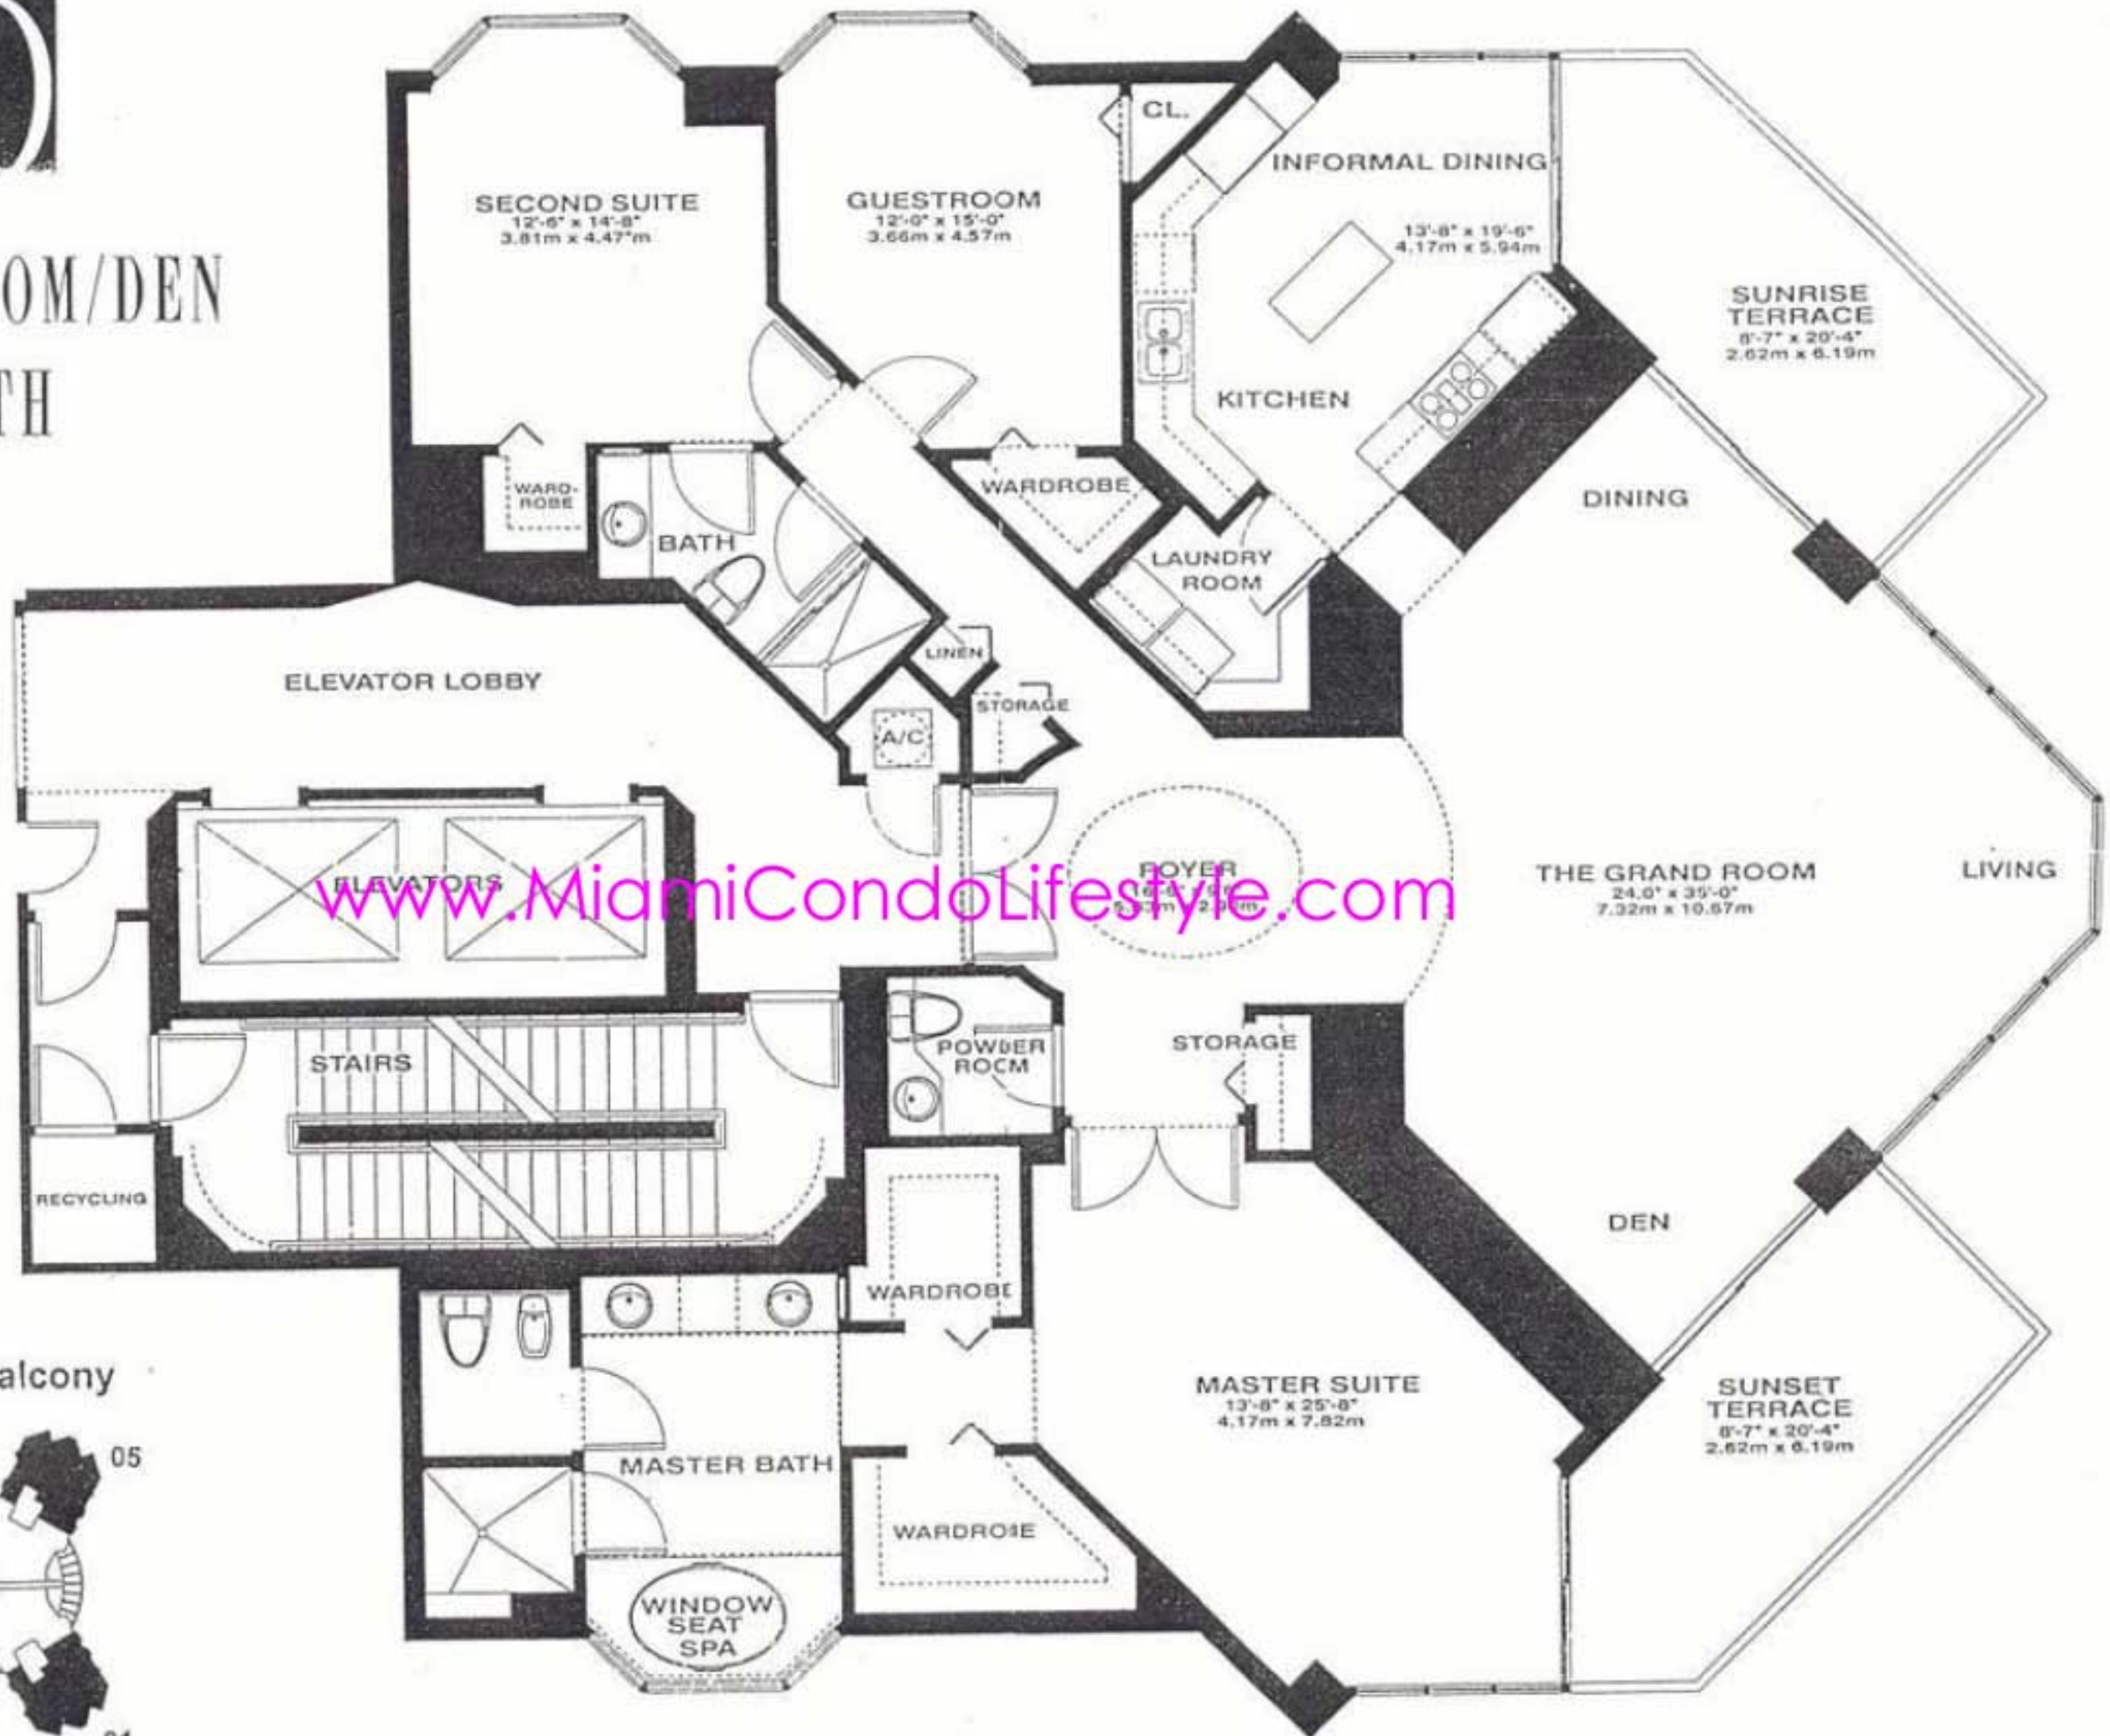 OM/DEN
TH
SECOND SUITE
12'-6" x 14'-8"
3.81m x 4.47"m
GUESTROOM
12'-0" x 15'-0"
3.66m x 4.57m
CL.
INFORMAL DINING
13'-8" x 19'-6"
4.17m x 5.94m
SUNRISE
TERRACE
8'-7" x 20'-4"
2.62m x 6.19m
KITCHEN
DINING
WARD-
ROBE
BATH
WARDROBE
LAUNDRY
ROOM
LINEN
STORAGE
A/C
ELEVATOR LOBBY
ELEVATORS
FOYER
www.MiamiCondoLifestyle.com
THE GRAND ROOM
24.0" x 35'-0"
7.32m x 10.67m
LIVING
STAIRS
POWDER
ROOM
STORAGE
RECYCLING
DEN
WARDROBE
MASTER SUITE
13'-8" x 25'-8"
4.17m x 7.82m
SUNSET
TERRACE
8'-7" x 20'-4"
2.62m x 6.19m
MASTER BATH
WARDROBE
WINDOW
SEAT
SPA
alcony
05